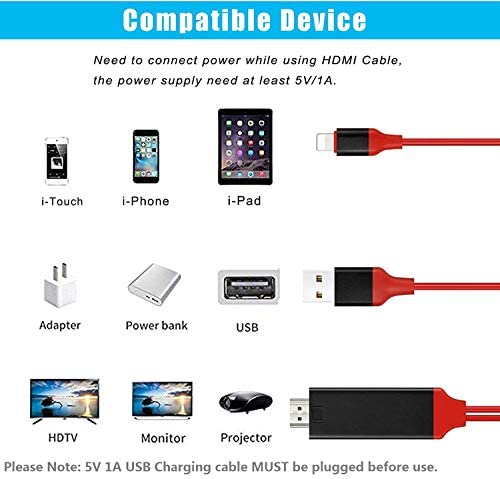 Compatible Device
Need to connect power while using HDMI Cable,
the power supply need at least 5V/1A.
i-Touch
i-Phone
i-Pad
Adapter
Power bank
USB
HDTV
Monitor
Projector
Please Note: 5V 1A USB Charging cable MUST be plugged before use.